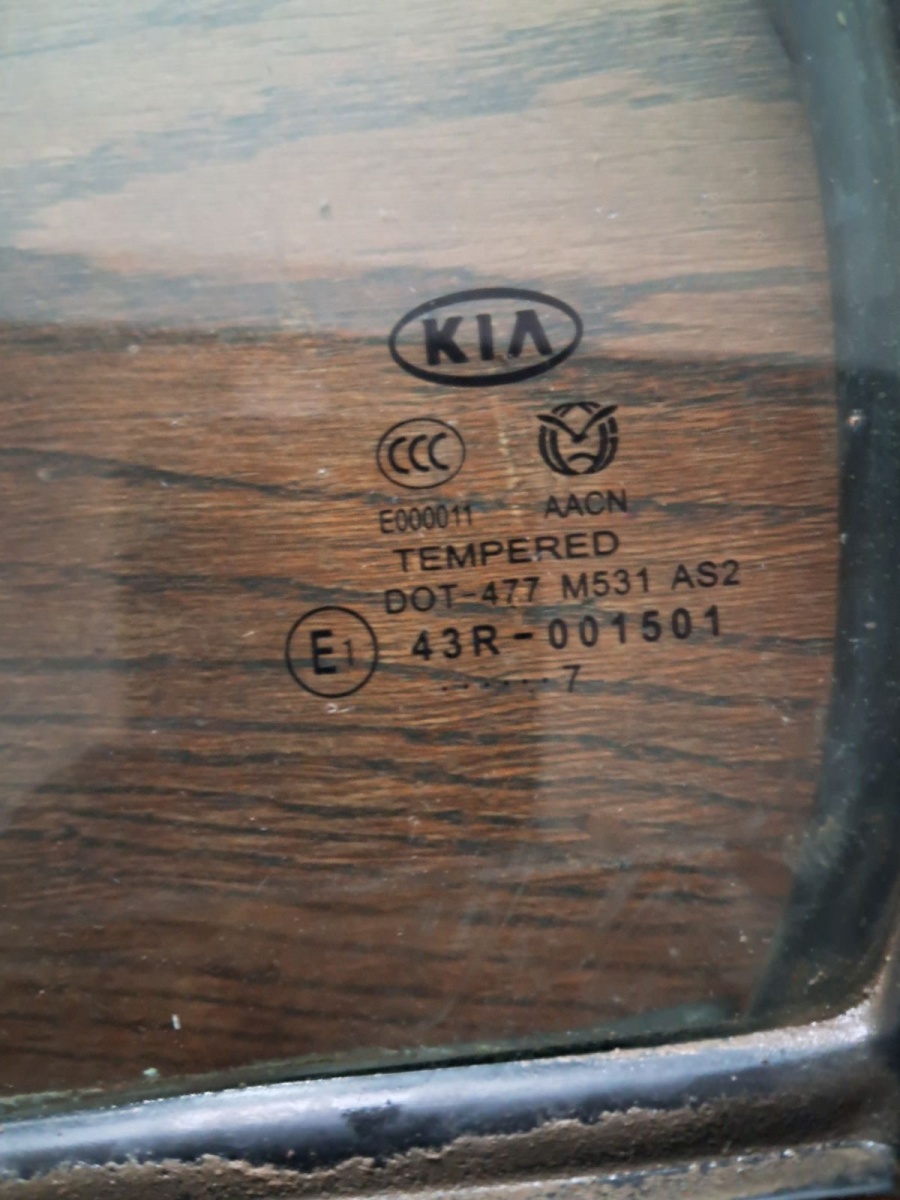 KIA
CCC
E000011 AACN
TEMPERED
DOT-477 M531 AS2
E1 43R-001501
.......7